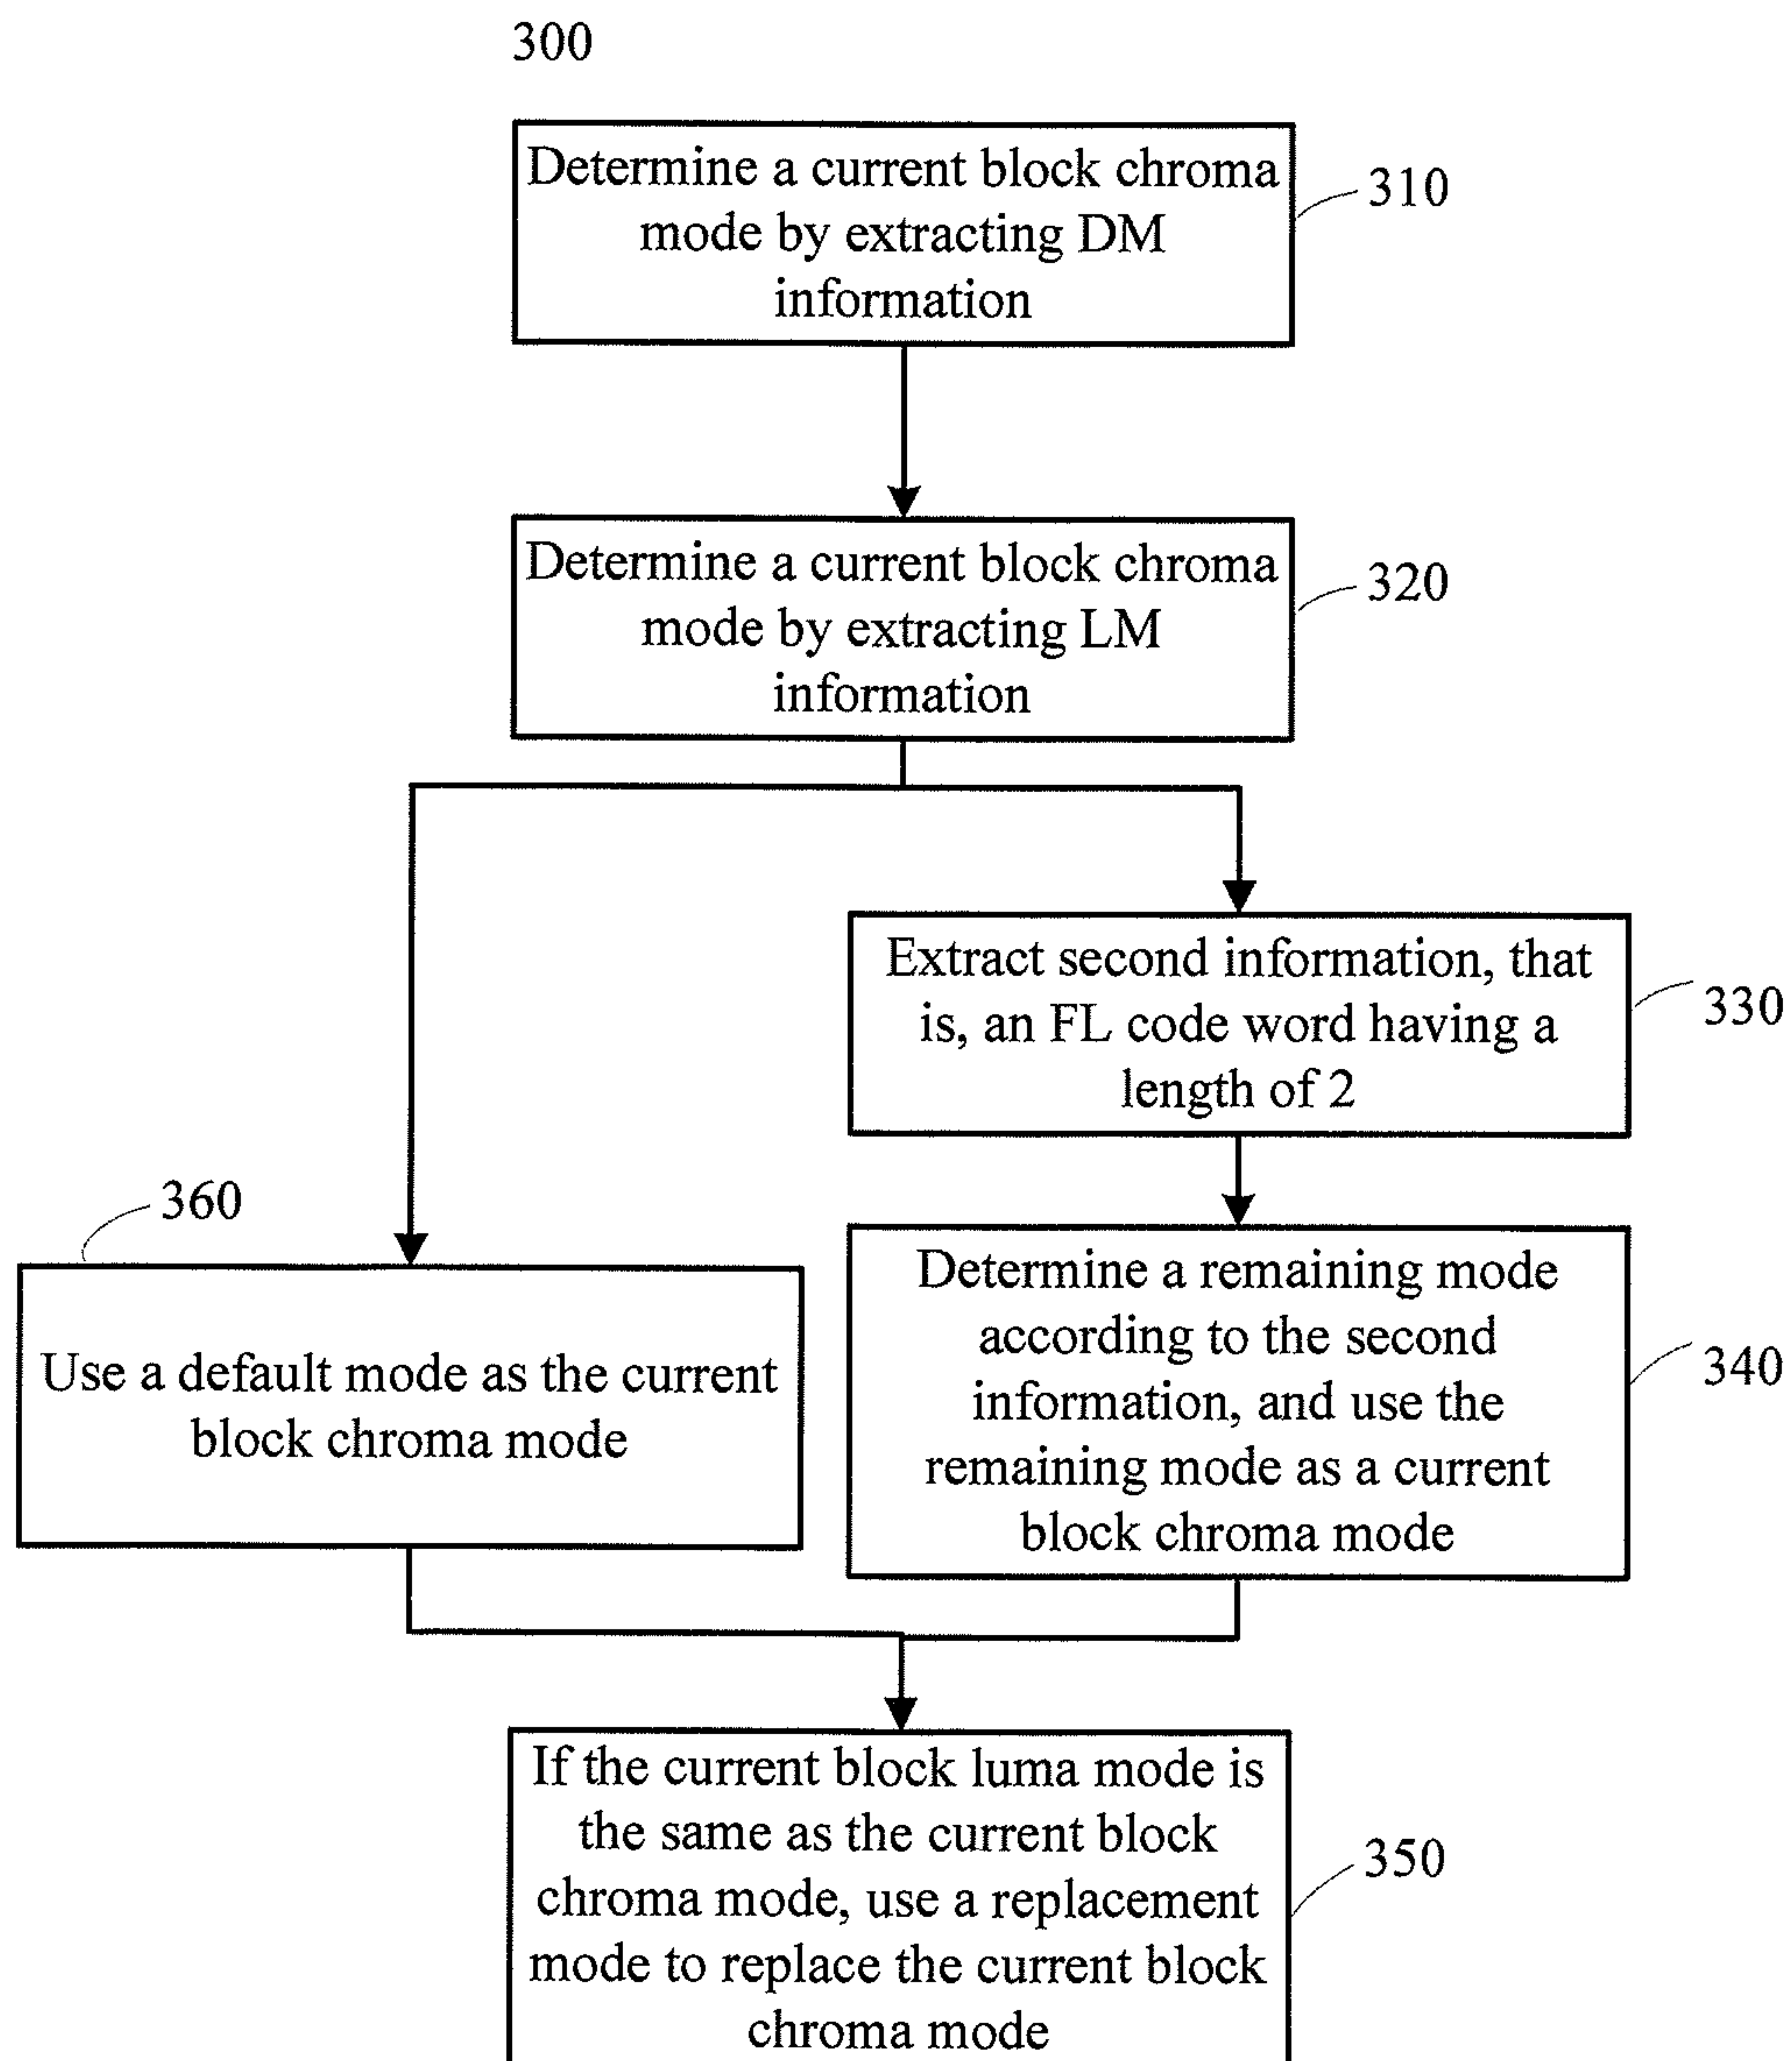 300
Determine a current block chroma
mode by extracting DM
information
310
Determine a current block chroma
mode by extracting LM
information
320
Extract second information, that
is, an FL code word having a
length of 2
330
360
Use a default mode as the current
block chroma mode
Determine a remaining mode
according to the second
information, and use the
remaining mode as a current
block chroma mode
340
If the current block luma mode is
the same as the current block
chroma mode, use a replacement
mode to replace the current block
chroma mode
350